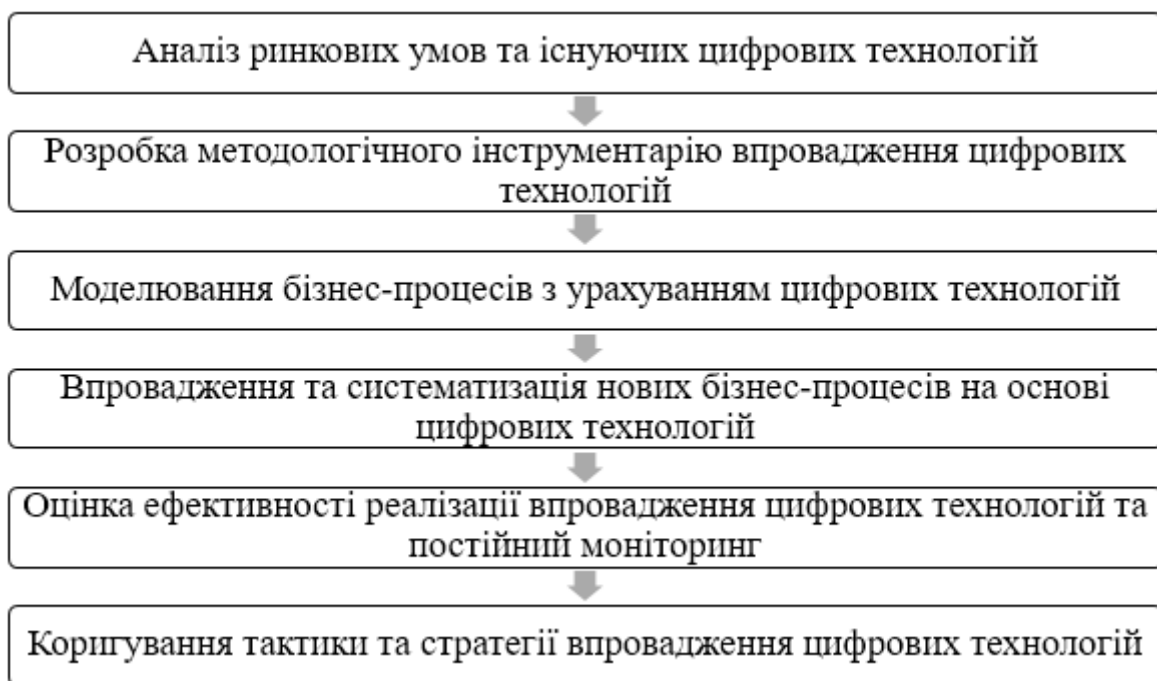 Аналіз ринкових умов та існуючих цифрових технологій
Розробка методологічного інструментарію впровадження цифрових
технологій
Моделювання бізнес-процесів з урахуванням цифрових технологій
Впровадження та систематизація нових бізнес-процесів на основі
цифрових технологій
Оцінка ефективності реалізації впровадження цифрових технологій та
постійний моніторинг
Коригування тактики та стратегії впровадження цифрових технологій